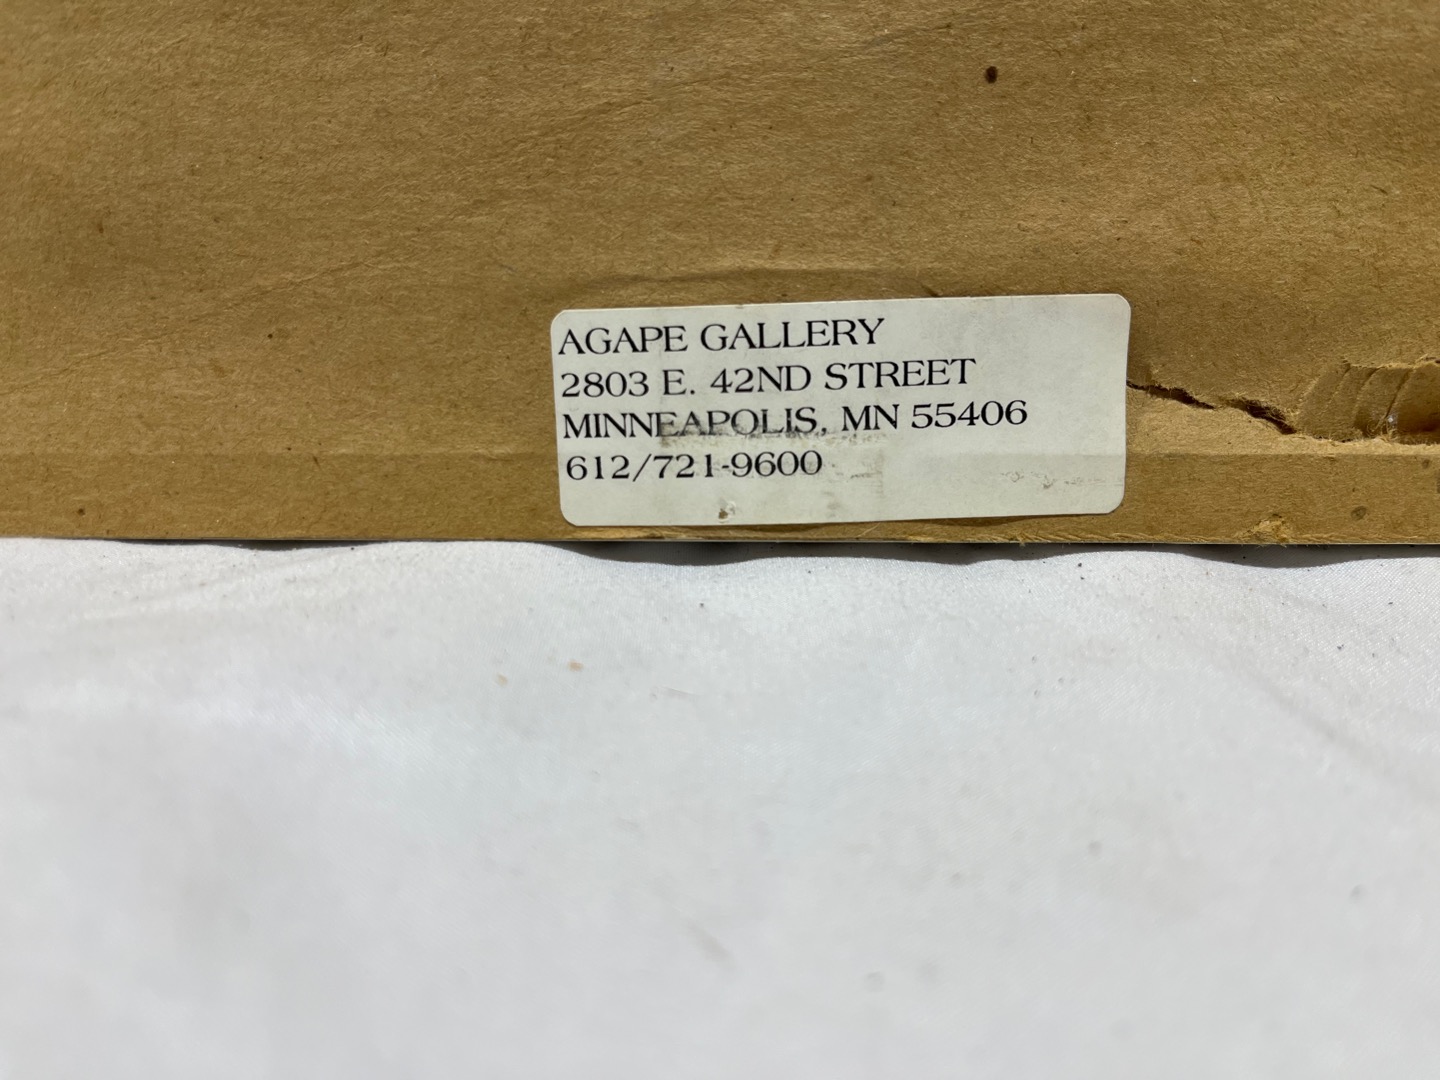 AGAPE GALLERY
2803 E. 42ND STREET
MINNEAPOLIS, MN 55406
612/721-9600